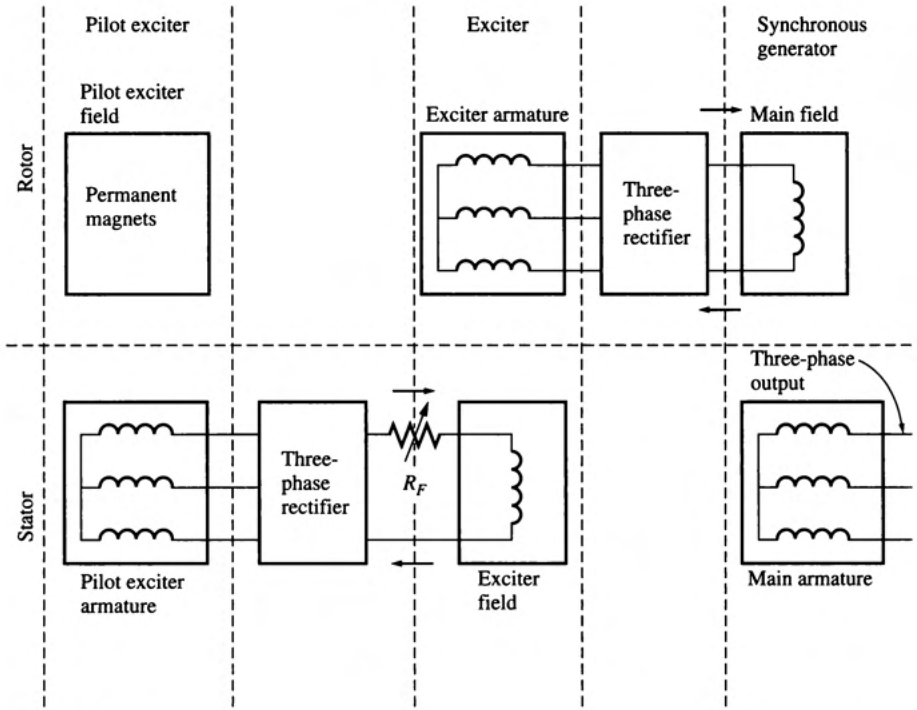 Pilot exciter
Exciter
Synchronous
generator
Rotor
Pilot exciter
field
Permanent
magnets
Exciter armature
Three-
phase
rectifier
Main field
Stator
Pilot exciter
armature
Three-
phase
rectifier
R_F
Exciter
field
Three-phase
output
Main armature